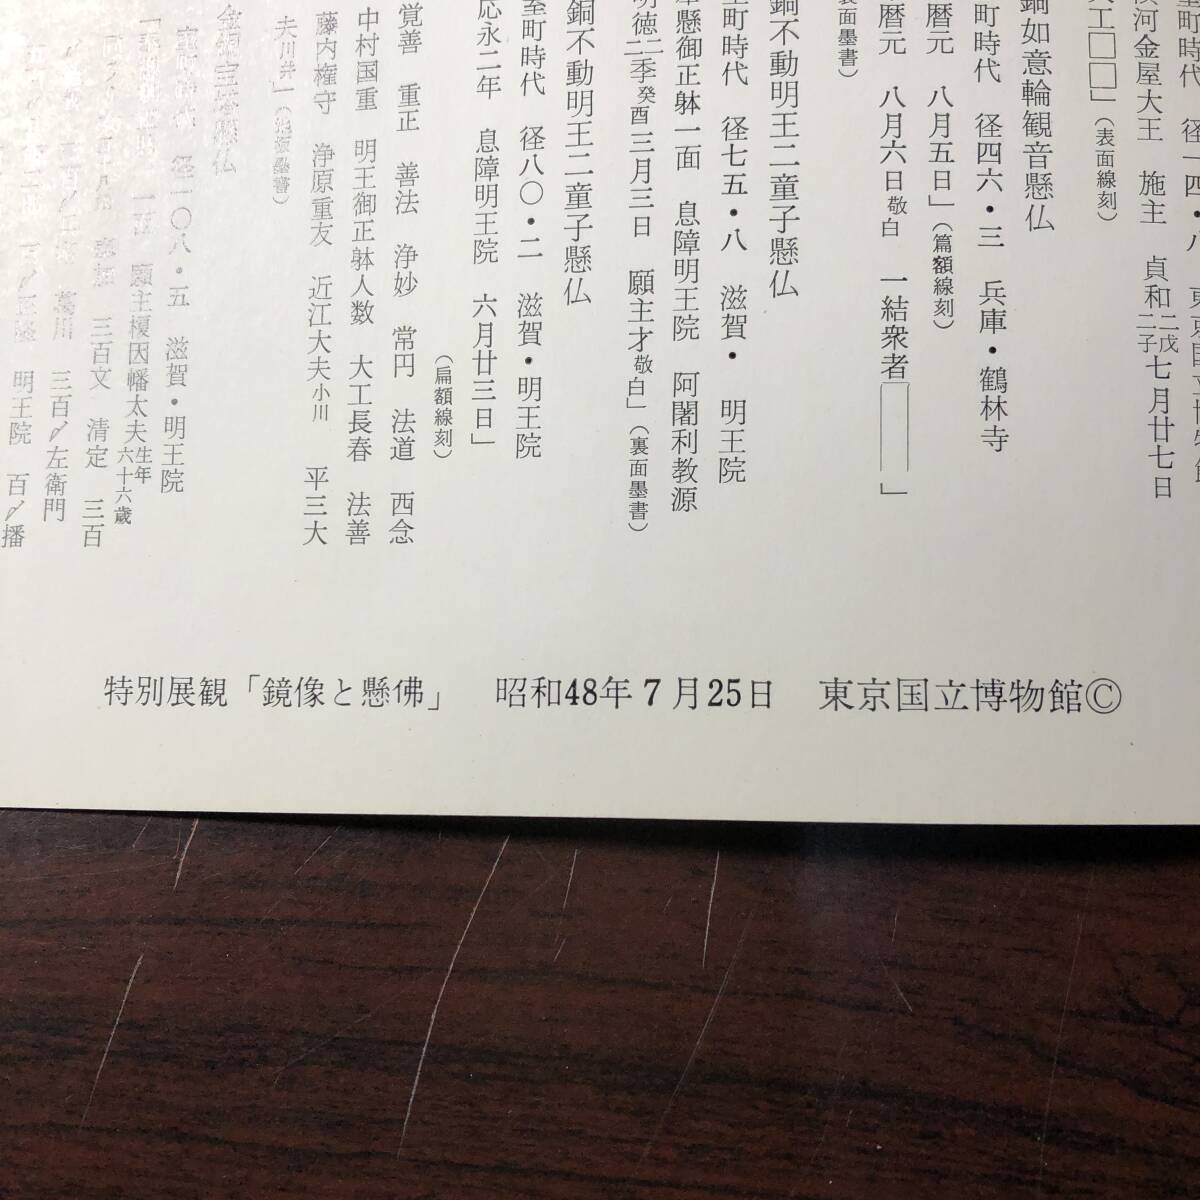 室町時代 径一四・八 東京国立博物館
横河金屋大王 施主 貞和二戊二子七月廿七日
大工□□」（表面線刻）
銅如意輪観音懸仏
町時代 径四六・三 兵庫・鶴林寺
暦元 八月五日」（篇額線刻）
暦元 八月六日敬白 一結衆者 」
裏面墨書）
銅不動明王二童子懸仏
室町時代 径七五・八 滋賀・ 明王院
懸御正躰一面 息障明王院 阿闍利教源
明徳二二季癸酉三月三日 願主才敬白」（裏面墨書）
銅不動明王二童子懸仏
室町時代 径八〇・二 滋賀・明王院
応永二年 息障明王院 六月廿三日」
（扁額線刻）
覚善 重正 善法 浄妙 常円 法道 西念
中村国重 明王御正躰人数 大工長春 法善
藤内権守 浄原重友 近江大夫小川 平三大
夫川井」（地板墨書）
金銅宝塔懸仏
径一〇八・五 滋賀・明王院
願主榎因幡太夫生年六十六歳
三百文 清定 三百
葛川 三百〆左衛門
明王院 百〆播
特別展観「鏡像と懸佛」 昭和48年7月25日 東京国立博物館©